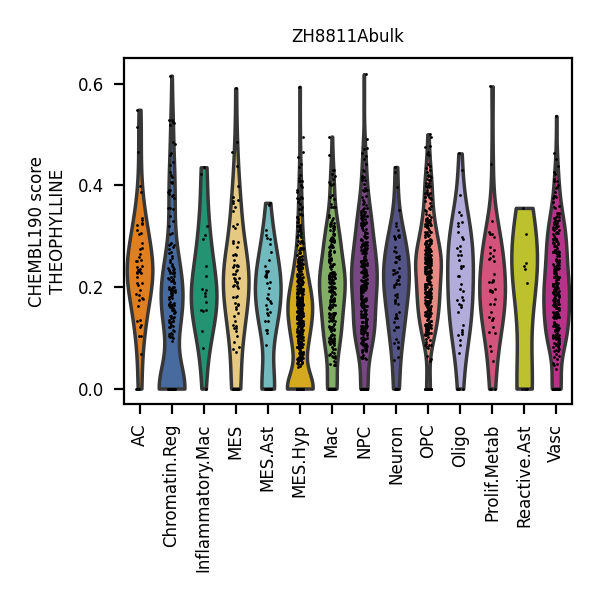 ZH8811Abulk
CHEMBL190 score
THEOPHYLLINE
0.6
0.4
0.2
0.0
AC
Chromatin.Reg
Inflammatory.Mac
MES
MES.Ast
MES.Hyp
Mac
NPC
Neuron
OPC
Oligo
Prolif.Metab
Reactive.Ast
Vasc